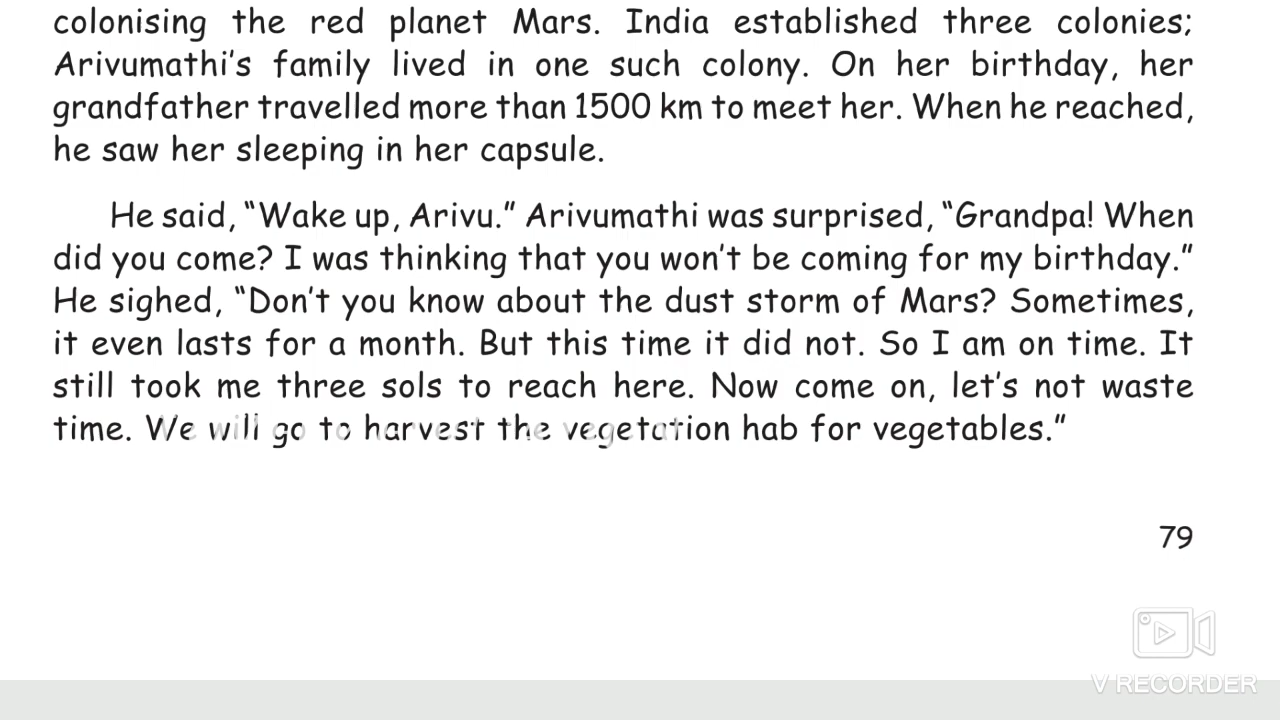 colonising the red planet Mars. India established three colonies;
Arivumathi's family lived in one such colony. On her birthday, her
grandfather travelled more than 1500 km to meet her. When he reached,
he saw her sleeping in her capsule.
He said, “Wake up, Arivu.” Arivumathi was surprised, “Grandpa! When
did you come? I was thinking that you won't be coming for my birthday.”
He sighed, “Don't you know about the dust storm of Mars? Sometimes,
it even lasts for a month. But this time it did not. So I am on time. It
still took me three sols to reach here. Now come on, let's not waste
time. We will go to harvest the vegetation hab for vegetables.”
79
V RECORDER